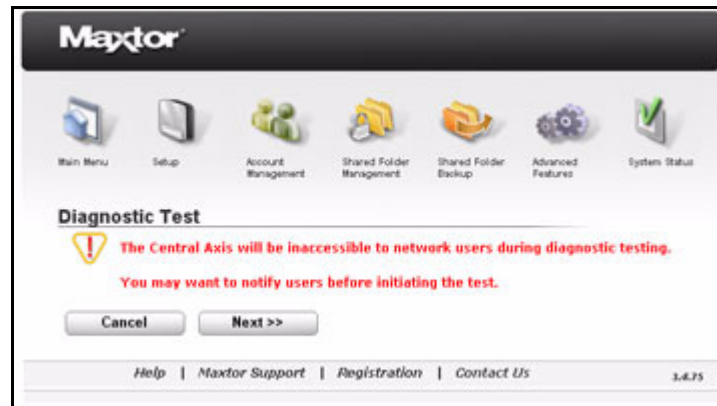 Maxtor
Main Menu
Setup
Account Management
Shared Folder Management
Shared Folder Backup
Advanced Features
System Status
Diagnostic Test
The Central Axis will be inaccessible to network users during diagnostic testing.
You may want to notify users before initiating the test.
Cancel
Next >>
Help | Maxtor Support | Registration | Contact Us
3.4.75